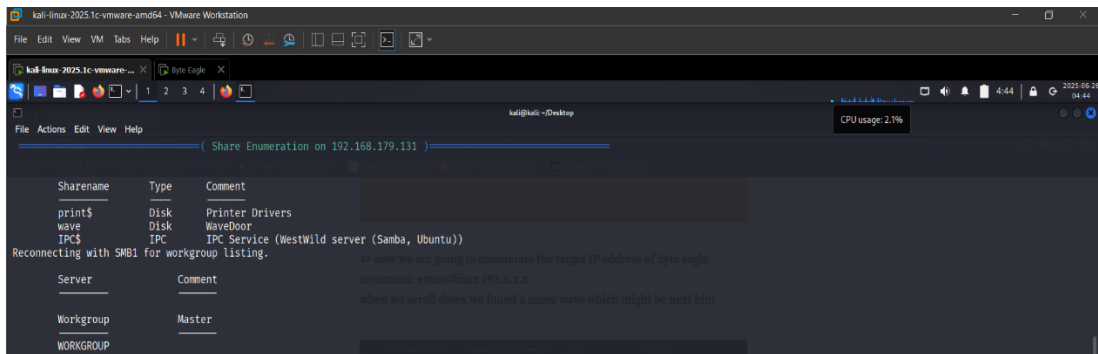 kali-linux-2025.1c-vmware-amd64 - VMware Workstation
File Edit View VM Tabs Help
kali-linux-2025.1c-vmware-... Byte Eagle
1 2 3 4 4:44 2025-06-26 04:44
kali@kali: ~/Desktop
CPU usage: 2.1%
File Actions Edit View Help
( Share Enumeration on 192.168.179.131 )
Sharename Type Comment
print$ Disk Printer Drivers
wave Disk WaveDoor
IPC$ IPC IPC Service (WestWild server (Samba, Ubuntu))
Reconnecting with SMB1 for workgroup listing.
4> now we are going to enumerate the target IP address of byte eagle
Server Comment
command: enum4linux 192.x.x.x
when we scroll down we found a name wave which might be next hint
Workgroup Master
WORKGROUP